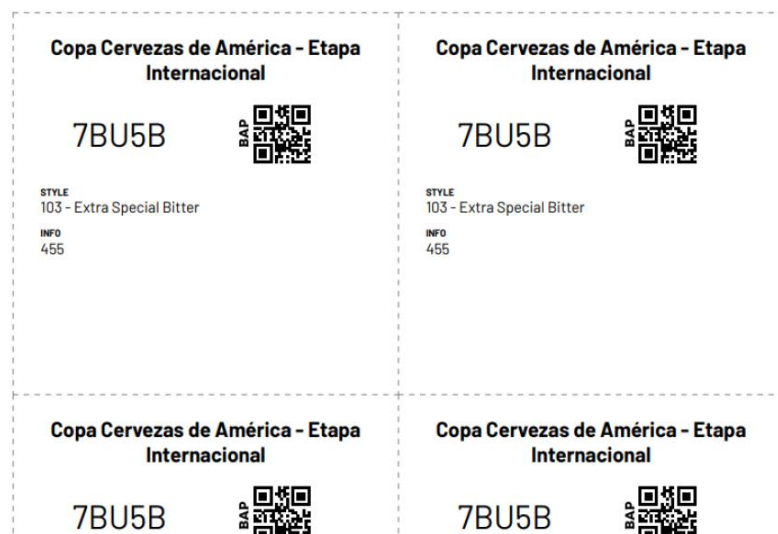 Copa Cervezas de América - Etapa
Internacional
7BU5B
BAP
STYLE
103 - Extra Special Bitter
INFO
455
Copa Cervezas de América - Etapa
Internacional
7BU5B
BAP
STYLE
103 - Extra Special Bitter
INFO
455
Copa Cervezas de América - Etapa
Internacional
7BU5B
BAP
Copa Cervezas de América - Etapa
Internacional
7BU5B
BAP